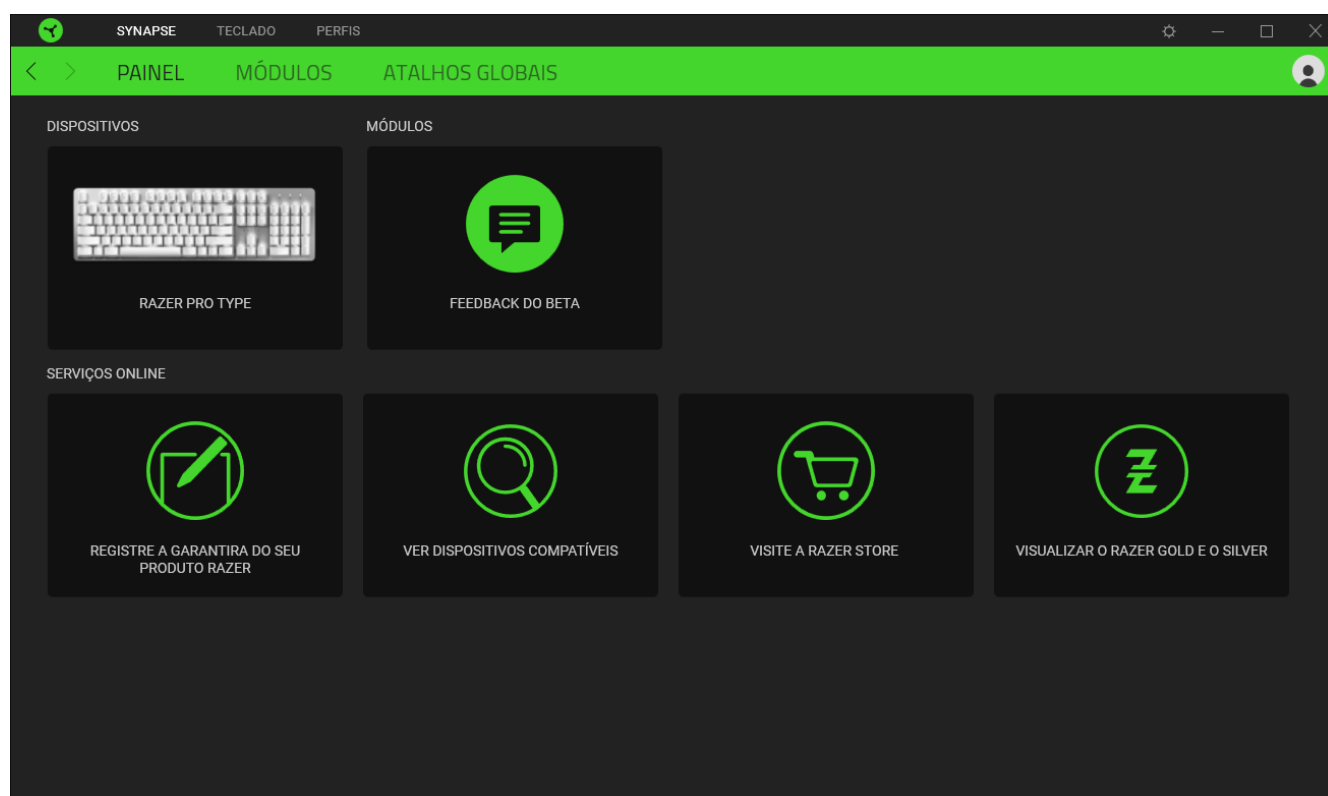 SYNAPSE TECLADO PERFIS
PAINEL MÓDULOS ATALHOS GLOBAIS
DISPOSITIVOS
MÓDULOS
RAZER PRO TYPE
FEEDBACK DO BETA
SERVIÇOS ONLINE
REGISTRE A GARANTIRA DO SEU
PRODUTO RAZER
VER DISPOSITIVOS COMPATÍVEIS
VISITE A RAZER STORE
VISUALIZAR O RAZER GOLD E O SILVER